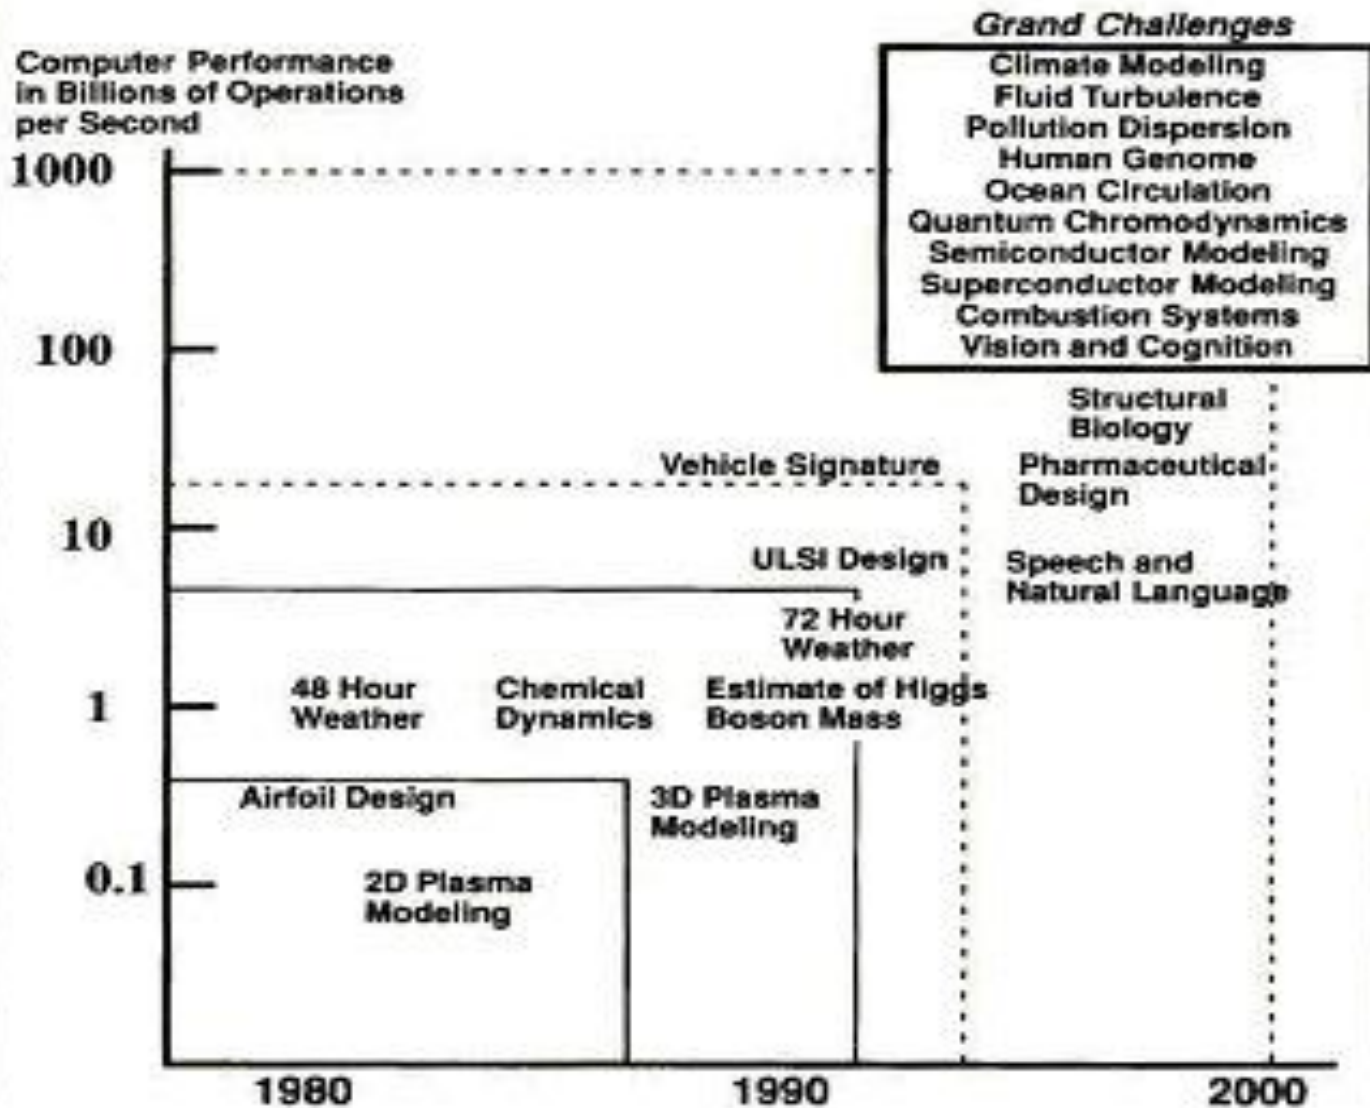 Grand Challenges
Computer Performance
in Billions of Operations
per Second
Climate Modeling
Fluid Turbulence
Pollution Dispersion
Human Genome
Ocean Circulation
Quantum Chromodynamics
Semiconductor Modeling
Superconductor Modeling
Combustion Systems
Vision and Cognition
1000
100
Structural
Biology
Vehicle Signature
Pharmaceutical
Design
10
ULSI Design
Speech and
Natural Language
72 Hour
Weather
1
48 Hour
Weather
Chemical
Dynamics
Estimate of Higgs
Boson Mass
Airfoil Design
3D Plasma
Modeling
0.1
2D Plasma
Modeling
1980
1990
2000